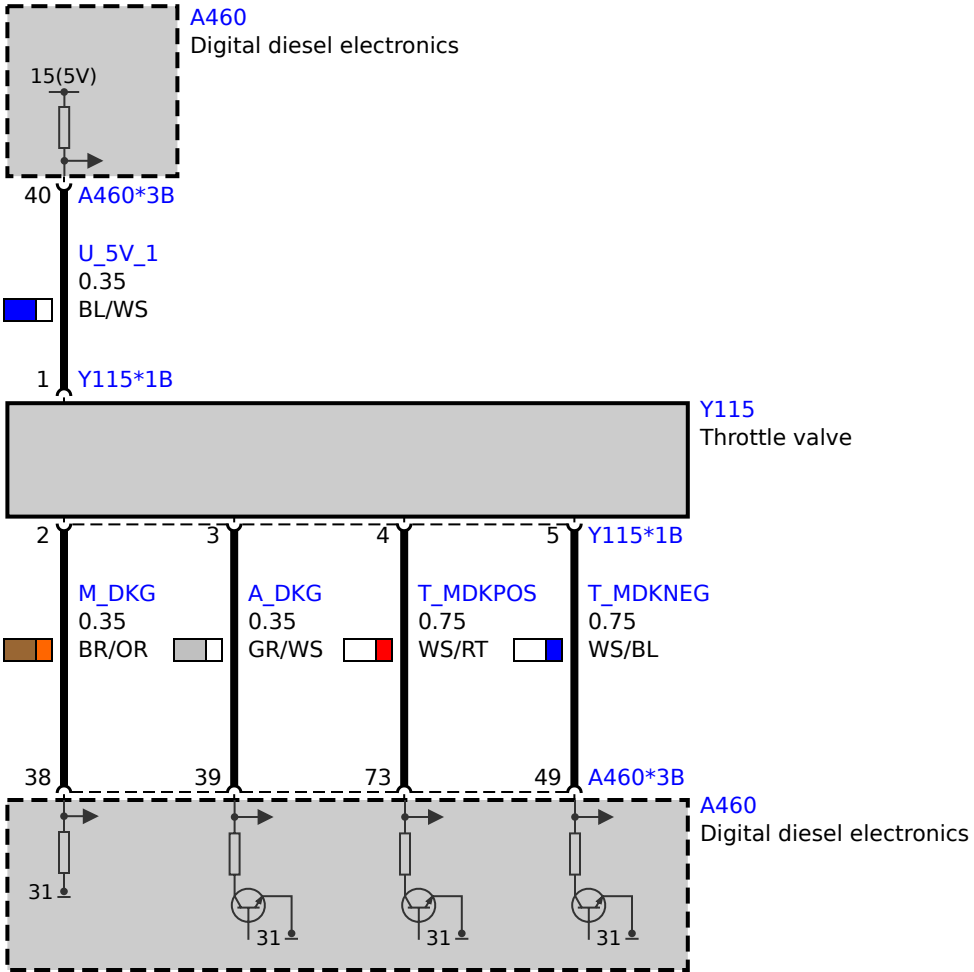 A460
Digital diesel electronics
15(5V)
40 A460*3B
U_5V_1
0.35
BL/WS
1 Y115*1B
Y115
Throttle valve
2 3 4 5 Y115*1B
M_DKG A_DKG T_MDKPOS T_MDKNEG
0.35 0.35 0.75 0.75
BR/OR GR/WS WS/RT WS/BL
38 39 73 49 A460*3B
A460
Digital diesel electronics
31
31 31 31